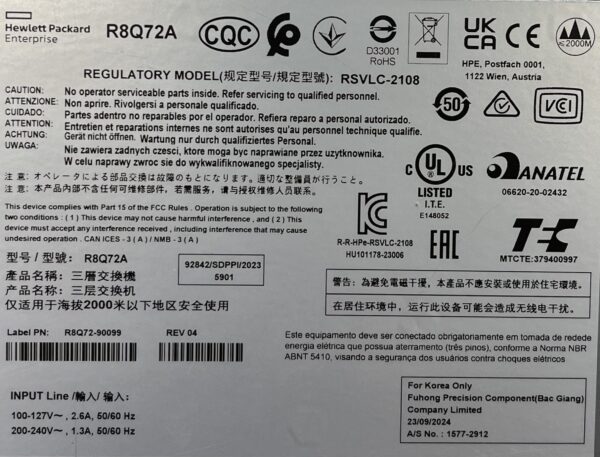 Hewlett Packard
Enterprise
R8Q72A
CQC
D33001
RoHS
UK
CA
CE
≤2000M
HPE, Postfach 0001,
1122 Wien, Austria
REGULATORY MODEL(规定型号/規定型號): RSVLC-2108
CAUTION: No operator serviceable parts inside. Refer servicing to qualified personnel.
ATTENZIONE: Non aprire. Rivolgersi a personale qualificato.
CUIDADO: Partes adentro no reparables por el operador. Refiera reparo a personal autorizado.
ATTENTION: Entretien et reparations internes ne sont autorises qu'au personnel technique qualifie.
ACHTUNG: Gerät nicht öffnen. Wartung nur durch qualifiziertes Personal.
UWAGA: Nie zawiera zadnych czesci, ktore moga byc naprawiane przez uzytkownika.
W celu naprawy zwroc sie do wykwalifikownanego specjalisty.
注 意: オペレータによる部品交換は故障のもとになります。適切な整備員が行うこと。
注 意: 本产品内部不含任何可维修部件，若需服务，请与授权维修人员联系。
50
VCI
C UL US
LISTED
I.T.E.
E148052
ANATEL
06620-20-02432
This device complies with Part 15 of the FCC Rules . Operation is subject to the following
two conditions : ( 1 ) This device may not cause harmful interference , and ( 2 ) This
device must accept any interference received , including interference that may cause
undesired operation . CAN ICES - 3 ( A ) / NMB - 3 ( A )
R-R-HPe-RSVLC-2108
HU101178-23006
EAC
MTCTE:379400997
型号 / 型號: R8Q72A
產品名稱: 三層交換機
产品名称: 三层交换机
仅适用于海拔2000米以下地区安全使用
92842/SDPPI/2023
5901
警告: 為避免電磁干擾，本產品不應安裝或使用於住宅環境。
在居住环境中，运行此设备可能会造成无线电干扰。
Label PN: R8Q72-90099 REV 04
Este equipamento deve ser conectado obrigatoriamente em tomada de redede
energia elétrica que possua aterramento (três pinos), conforme a Norma NBR
ABNT 5410, visando a segurança dos usuários contra choques elétricos
INPUT Line /輸入/ 输入:
100-127V～, 2.6A, 50/60 Hz
200-240V～, 1.3A, 50/60 Hz
For Korea Only
Fuhong Precision Component(Bac Giang)
Company Limited
23/09/2024
A/S No. : 1577-2912